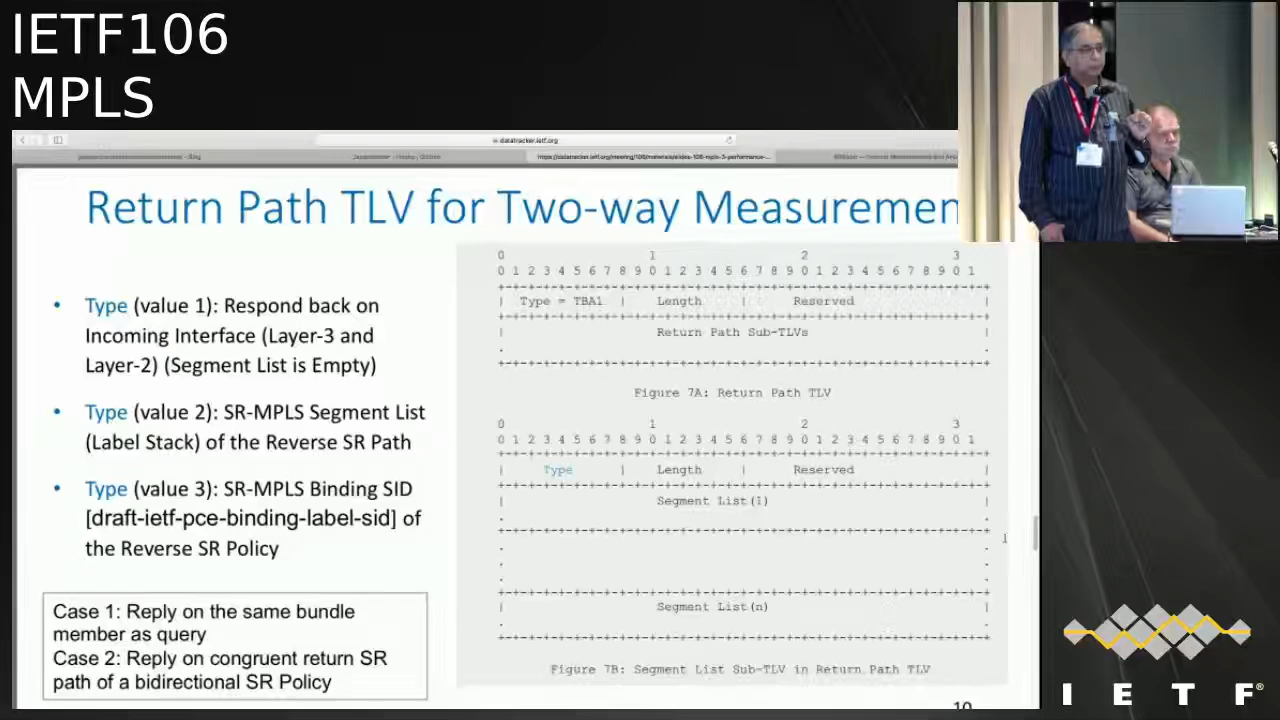 IETF106
MPLS
datatracker.ietf.org
Return Path TLV for Two-way Measuremen
• Type (value 1): Respond back on
Incoming Interface (Layer-3 and
Layer-2) (Segment List is Empty)
• Type (value 2): SR-MPLS Segment List
(Label Stack) of the Reverse SR Path
• Type (value 3): SR-MPLS Binding SID
[draft-ietf-pce-binding-label-sid] of
the Reverse SR Policy
Case 1: Reply on the same bundle
member as query
Case 2: Reply on congruent return SR
path of a bidirectional SR Policy
0 1 2 3
0 1 2 3 4 5 6 7 8 9 0 1 2 3 4 5 6 7 8 9 0 1 2 3 4 5 6 7 8 9 0 1
+-+-+-+-+-+-+-+-+-+-+-+-+-+-+-+-+-+-+-+-+-+-+-+-+-+-+-+-+-+-+-+-+
| Type = TBA1 | Length | Reserved |
+-+-+-+-+-+-+-+-+-+-+-+-+-+-+-+-+-+-+-+-+-+-+-+-+-+-+-+-+-+-+-+-+
| Return Path Sub-TLVs |
. .
+-+-+-+-+-+-+-+-+-+-+-+-+-+-+-+-+-+-+-+-+-+-+-+-+-+-+-+-+-+-+-+-+
Figure 7A: Return Path TLV
0 1 2 3
0 1 2 3 4 5 6 7 8 9 0 1 2 3 4 5 6 7 8 9 0 1 2 3 4 5 6 7 8 9 0 1
+-+-+-+-+-+-+-+-+-+-+-+-+-+-+-+-+-+-+-+-+-+-+-+-+-+-+-+-+-+-+-+-+
| Type | Length | Reserved |
+-+-+-+-+-+-+-+-+-+-+-+-+-+-+-+-+-+-+-+-+-+-+-+-+-+-+-+-+-+-+-+-+
| Segment List(1) |
. .
+-+-+-+-+-+-+-+-+-+-+-+-+-+-+-+-+-+-+-+-+-+-+-+-+-+-+-+-+-+-+-+-+
. .
. .
. .
+-+-+-+-+-+-+-+-+-+-+-+-+-+-+-+-+-+-+-+-+-+-+-+-+-+-+-+-+-+-+-+-+
| Segment List(n) |
. .
+-+-+-+-+-+-+-+-+-+-+-+-+-+-+-+-+-+-+-+-+-+-+-+-+-+-+-+-+-+-+-+-+
Figure 7B: Segment List Sub-TLV in Return Path TLV
10
I E T F®